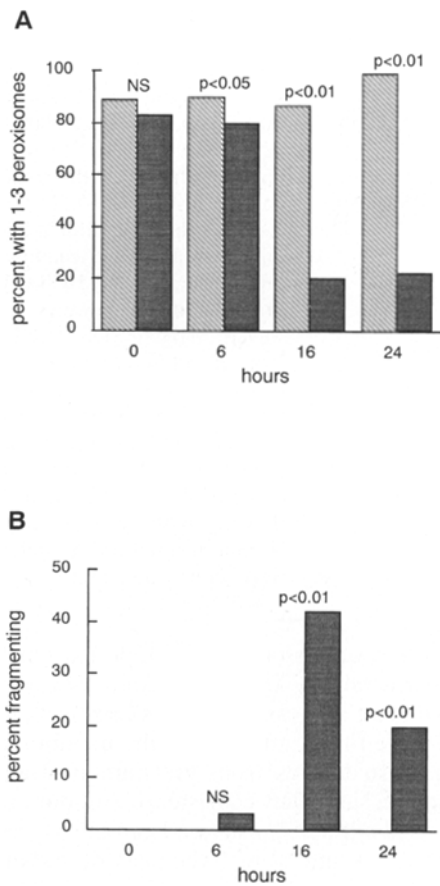 A
100
80
60
40
20
0
percent with 1-3 peroxisomes
NS
p<0.05
p<0.01
p<0.01
0 6 16 24
hours
B
50
40
30
20
10
0
percent fragmenting
NS
p<0.01
p<0.01
0 6 16 24
hours